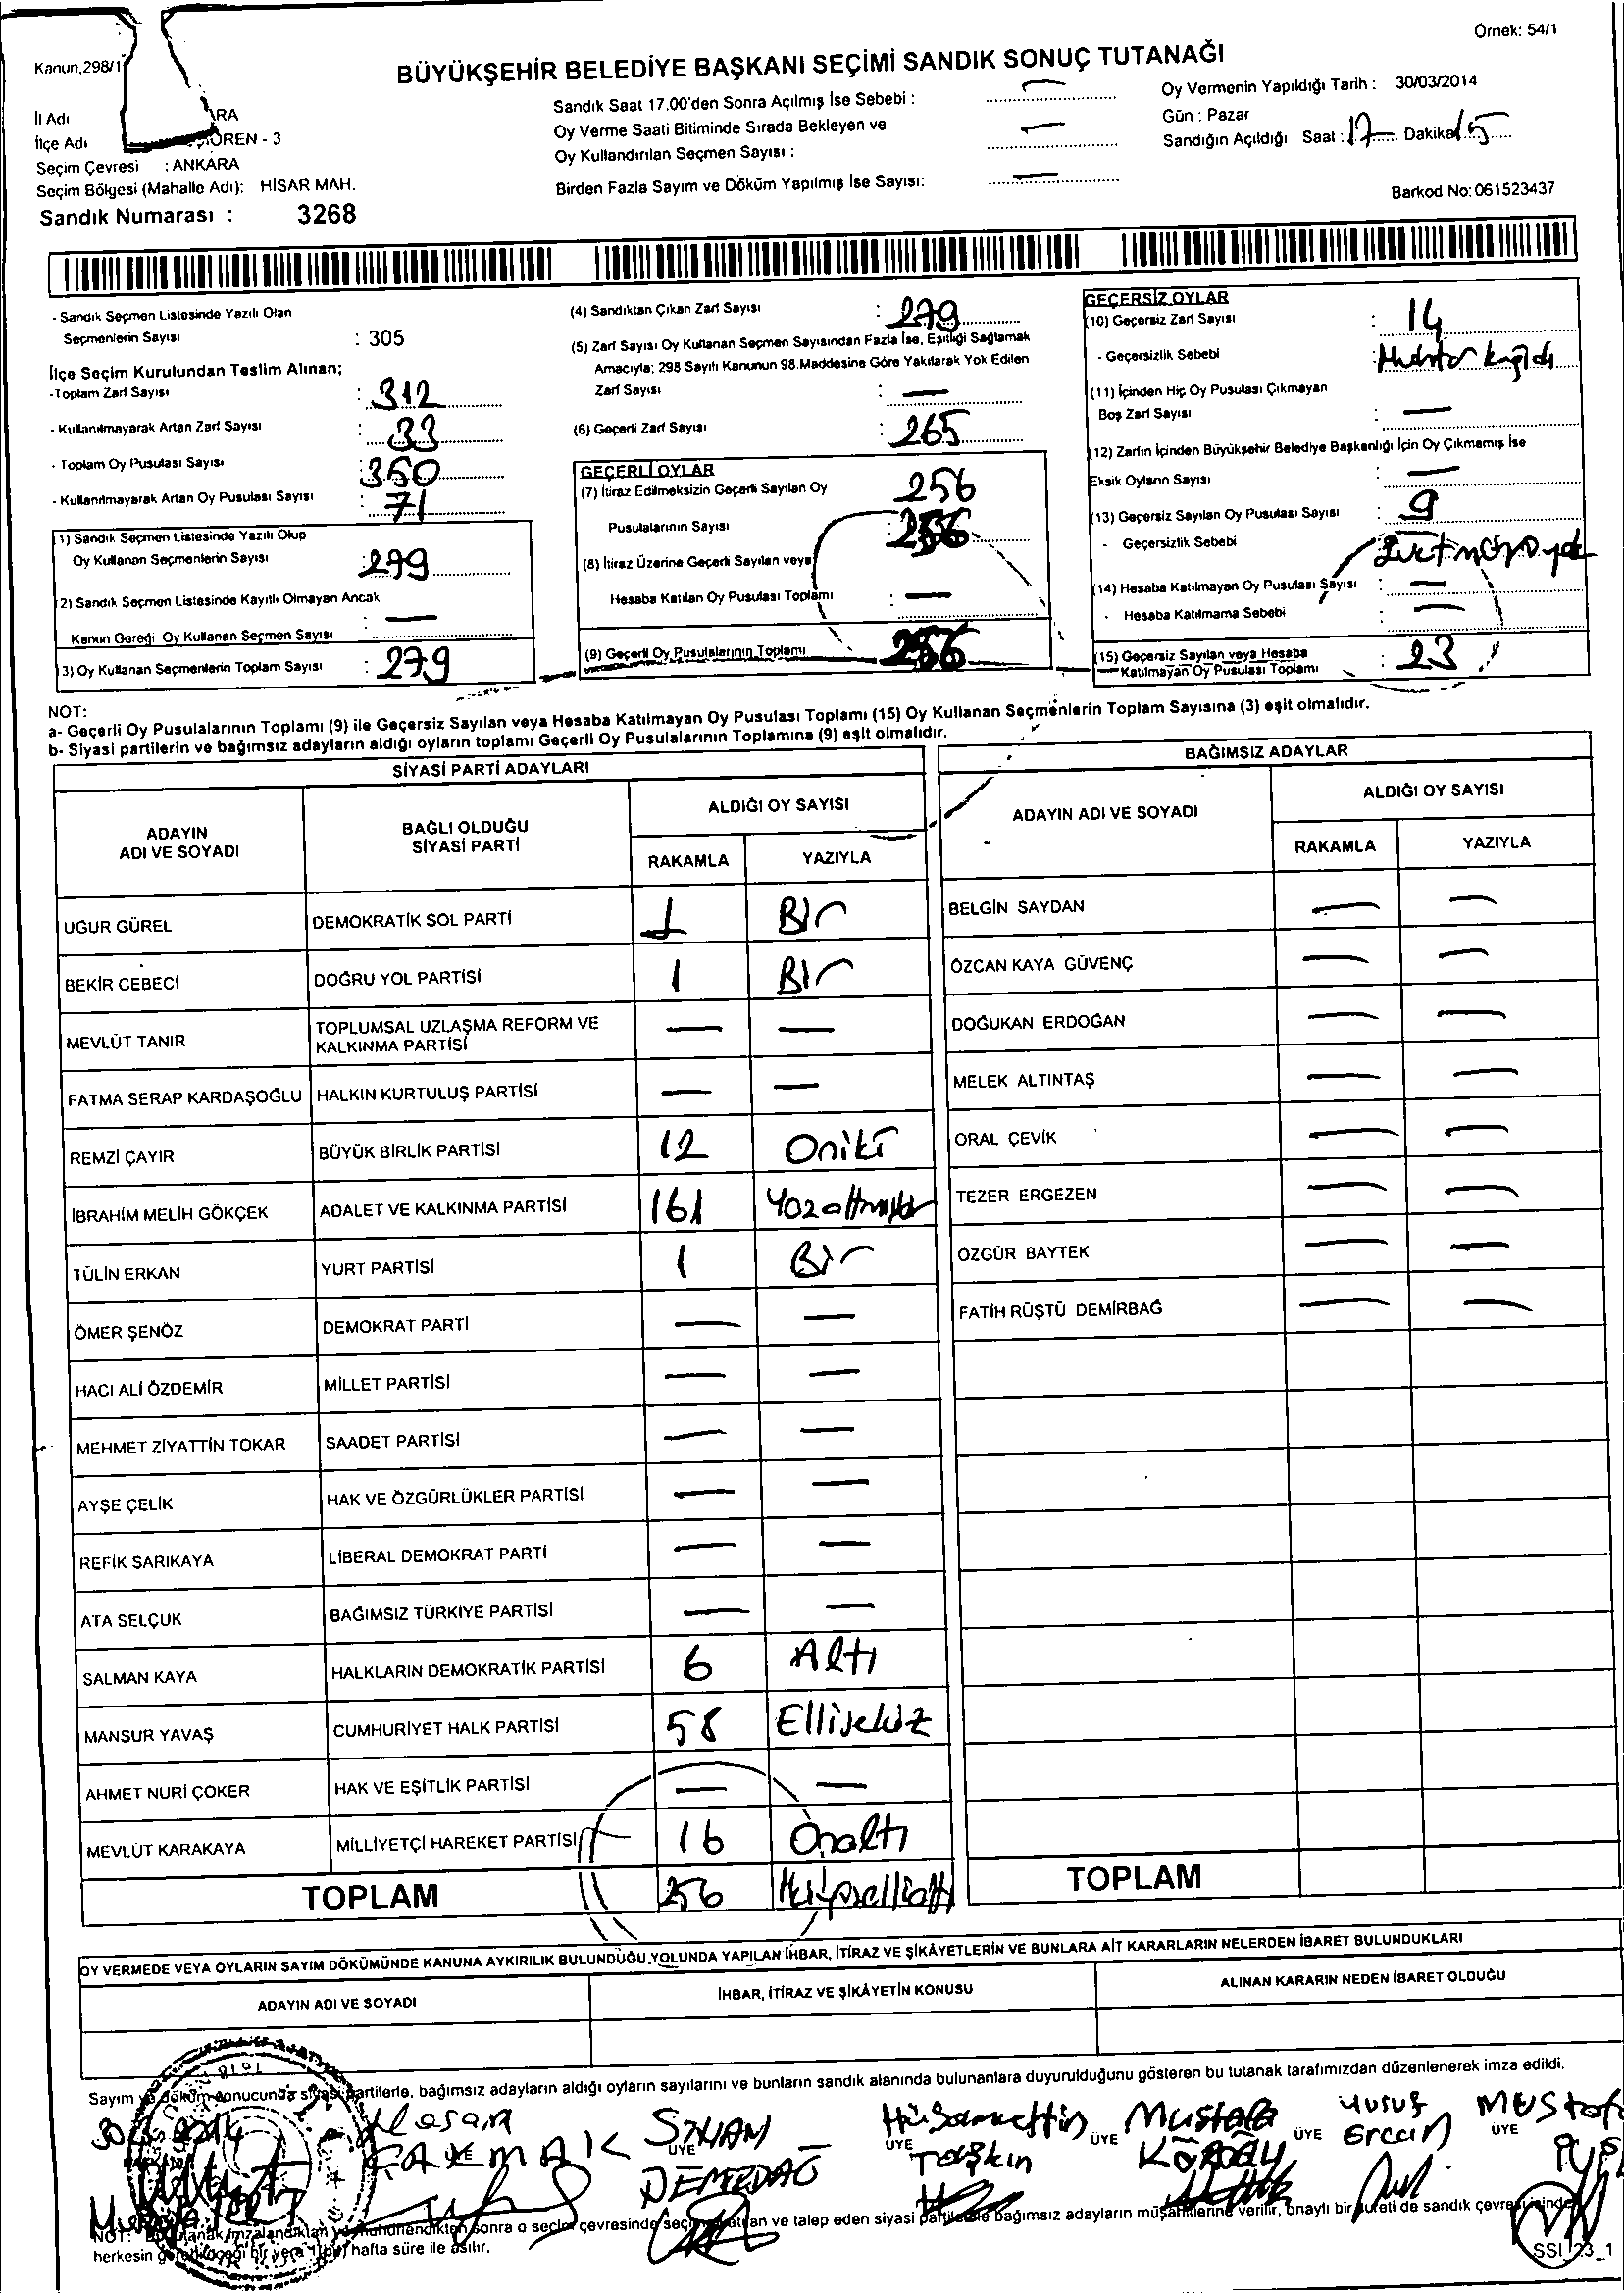 Örnek: 54/1
Kanun,298/1
BÜYÜKŞEHİR BELEDİYE BAŞKANI SEÇİMİ SANDIK SONUÇ TUTANAĞI
İl Adı ARA
İlçe Adı ÖREN - 3
Seçim Çevresi : ANKARA
Seçim Bölgesi (Mahalle Adı): HİSAR MAH.
Sandık Numarası : 3268
Sandık Saat 17.00'den Sonra Açılmış İse Sebebi : —
Oy Verme Saati Bitiminde Sırada Bekleyen ve
Oy Kullandırılan Seçmen Sayısı : —
Birden Fazla Sayım ve Döküm Yapılmış İse Sayısı: —
Oy Vermenin Yapıldığı Tarih : 30/03/2014
Gün : Pazar
Sandığın Açıldığı Saat : 17 Dakika 15
Barkod No: 061523437
- Sandık Seçmen Listesinde Yazılı Olan
Seçmenlerin Sayısı : 305
İlçe Seçim Kurulundan Teslim Alınan;
-Toplam Zarf Sayısı : 312
- Kullanılmayarak Artan Zarf Sayısı : 33
- Toplam Oy Pusulası Sayısı : 350
- Kullanılmayarak Artan Oy Pusulası Sayısı : 71
1) Sandık Seçmen Listesinde Yazılı Olup
Oy Kullanan Seçmenlerin Sayısı : 279
2) Sandık Seçmen Listesinde Kayıtlı Olmayan Ancak
Kanun Gereği Oy Kullanan Seçmen Sayısı : —
3) Oy Kullanan Seçmenlerin Toplam Sayısı : 279
(4) Sandıktan Çıkan Zarf Sayısı : 279
(5) Zarf Sayısı Oy Kullanan Seçmen Sayısından Fazla İse, Eşitliği Sağlamak
Amacıyla; 298 Sayılı Kanunun 98.Maddesine Göre Yakılarak Yok Edilen
Zarf Sayısı : —
(6) Geçerli Zarf Sayısı : 265
GEÇERLİ OYLAR
(7) İtiraz Edilmeksizin Geçerli Sayılan Oy 256
Pusulalarının Sayısı : 256
(8) İtiraz Üzerine Geçerli Sayılan veya
Hesaba Katılan Oy Pusulası Toplamı : —
(9) Geçerli Oy Pusulalarının Toplamı 256
GEÇERSİZ OYLAR
(10) Geçersiz Zarf Sayısı : 14
- Geçersizlik Sebebi :
(11) İçinden Hiç Oy Pusulası Çıkmayan
Boş Zarf Sayısı : —
(12) Zarfın İçinden Büyükşehir Belediye Başkanlığı İçin Oy Çıkmamış İse
Eksik Oyların Sayısı : —
(13) Geçersiz Sayılan Oy Pusulası Sayısı : 9
- Geçersizlik Sebebi
(14) Hesaba Katılmayan Oy Pusulası Sayısı : —
- Hesaba Katılmama Sebebi : —
(15) Geçersiz Sayılan veya Hesaba
Katılmayan Oy Pusulası Toplamı : 23
NOT:
a- Geçerli Oy Pusulalarının Toplamı (9) ile Geçersiz Sayılan veya Hesaba Katılmayan Oy Pusulası Toplamı (15) Oy Kullanan Seçmenlerin Toplam Sayısına (3) eşit olmalıdır.
b- Siyasi partilerin ve bağımsız adayların aldığı oyların toplamı Geçerli Oy Pusulalarının Toplamına (9) eşit olmalıdır.
SİYASİ PARTİ ADAYLARI
ADAYIN
ADI VE SOYADI
BAĞLI OLDUĞU
SİYASİ PARTİ
ALDIĞI OY SAYISI
RAKAMLA YAZIYLA
UĞUR GÜREL DEMOKRATİK SOL PARTİ 1 Bir
BEKİR CEBECİ DOĞRU YOL PARTİSİ 1 Bir
MEVLÜT TANIR TOPLUMSAL UZLAŞMA REFORM VE
KALKINMA PARTİSİ — —
FATMA SERAP KARDAŞOĞLU HALKIN KURTULUŞ PARTİSİ — —
REMZİ ÇAYIR BÜYÜK BİRLİK PARTİSİ 12 Oniki
İBRAHİM MELİH GÖKÇEK ADALET VE KALKINMA PARTİSİ 161
TÜLİN ERKAN YURT PARTİSİ 1 Bir
ÖMER ŞENÖZ DEMOKRAT PARTİ — —
HACI ALİ ÖZDEMİR MİLLET PARTİSİ — —
MEHMET ZİYATTİN TOKAR SAADET PARTİSİ — —
AYŞE ÇELİK HAK VE ÖZGÜRLÜKLER PARTİSİ — —
REFİK SARIKAYA LİBERAL DEMOKRAT PARTİ — —
ATA SELÇUK BAĞIMSIZ TÜRKİYE PARTİSİ — —
SALMAN KAYA HALKLARIN DEMOKRATİK PARTİSİ 6 Altı
MANSUR YAVAŞ CUMHURİYET HALK PARTİSİ 58 Ellisekiz
AHMET NURİ ÇOKER HAK VE EŞİTLİK PARTİSİ — —
MEVLÜT KARAKAYA MİLLİYETÇİ HAREKET PARTİSİ 16 Onaltı
TOPLAM 256 İkiyüzellialtı
BAĞIMSIZ ADAYLAR
ADAYIN ADI VE SOYADI
ALDIĞI OY SAYISI
RAKAMLA YAZIYLA
BELGİN SAYDAN — —
ÖZCAN KAYA GÜVENÇ — —
DOĞUKAN ERDOĞAN — —
MELEK ALTINTAŞ — —
ORAL ÇEVİK — —
TEZER ERGEZEN — —
ÖZGÜR BAYTEK — —
FATİH RÜŞTÜ DEMİRBAĞ — —
TOPLAM
OY VERMEDE VEYA OYLARIN SAYIM DÖKÜMÜNDE KANUNA AYKIRILIK BULUNDUĞU YOLUNDA YAPILAN İHBAR, İTİRAZ VE ŞİKÂYETLERİN VE BUNLARA AİT KARARLARIN NELERDEN İBARET BULUNDUKLARI
ADAYIN ADI VE SOYADI
İHBAR, İTİRAZ VE ŞİKÂYETİN KONUSU
ALINAN KARARIN NEDEN İBARET OLDUĞU
Sayım ve döküm sonucunda siyasi partilerle, bağımsız adayların aldığı oyların sayılarını ve bunların sandık alanında bulunanlara duyurulduğunu gösteren bu tutanak tarafımızdan düzenlenerek imza edildi.
Hasan
ÇAKMAK
SİNAN
ÜYE
DEMİRDAĞ
Hüsamettin
ÜYE
Taşkın
Mustafa
ÜYE
Köroğlu
Yusuf
ÜYE Ercan
Mustafa
ÜYE
NOT: Bu tutanak imzalandıktan ve mühürlendikten sonra o seçim çevresinde seçime katılan ve talep eden siyasi partilerle bağımsız adayların müşahitlerine verilir, onaylı bir sureti de sandık çevresinde
herkesin görebileceği bir yere 1 (bir) hafta süre ile asılır.
SSI_23_1